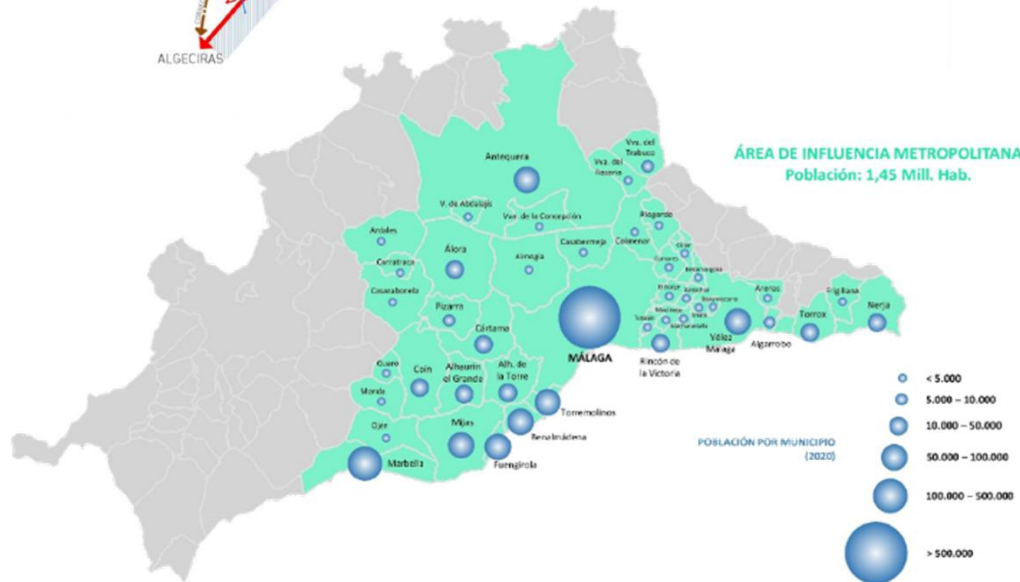 ALGECIRAS
ÁREA DE INFLUENCIA METROPOLITANA
Población: 1,45 Mill. Hab.
Vva. del
Trabuco
Vva. del
Rosario
Antequera
V. de Abdalajís
Vva. de la Concepción
Riogordo
Colmenar
Casabermeja
Ardales
Álora
Almogía
Carratraca
Casarabonela
Pizarra
Cártama
MÁLAGA
Arenas
Frigiliana
Nerja
Torrox
Vélez
Málaga
Algarrobo
Rincón de
la Victoria
Guaro
Coín
Alhaurín
el Grande
Alh. de
la Torre
Monda
Torremolinos
Ojén
Mijas
Benalmádena
Marbella
Fuengirola
POBLACIÓN POR MUNICIPIO
(2020)
< 5.000
5.000 – 10.000
10.000 – 50.000
50.000 – 100.000
100.000 – 500.000
> 500.000